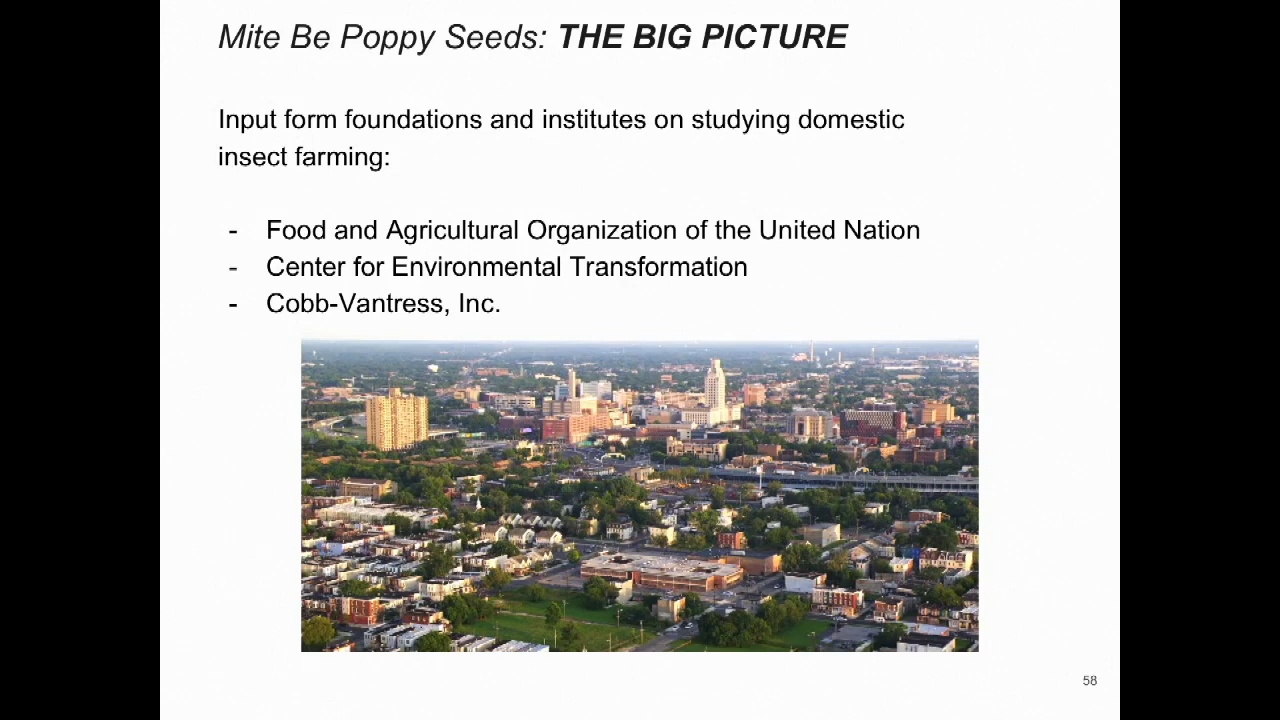 Mite Be Poppy Seeds: THE BIG PICTURE
Input form foundations and institutes on studying domestic
insect farming:
- Food and Agricultural Organization of the United Nation
- Center for Environmental Transformation
- Cobb-Vantress, Inc.
58